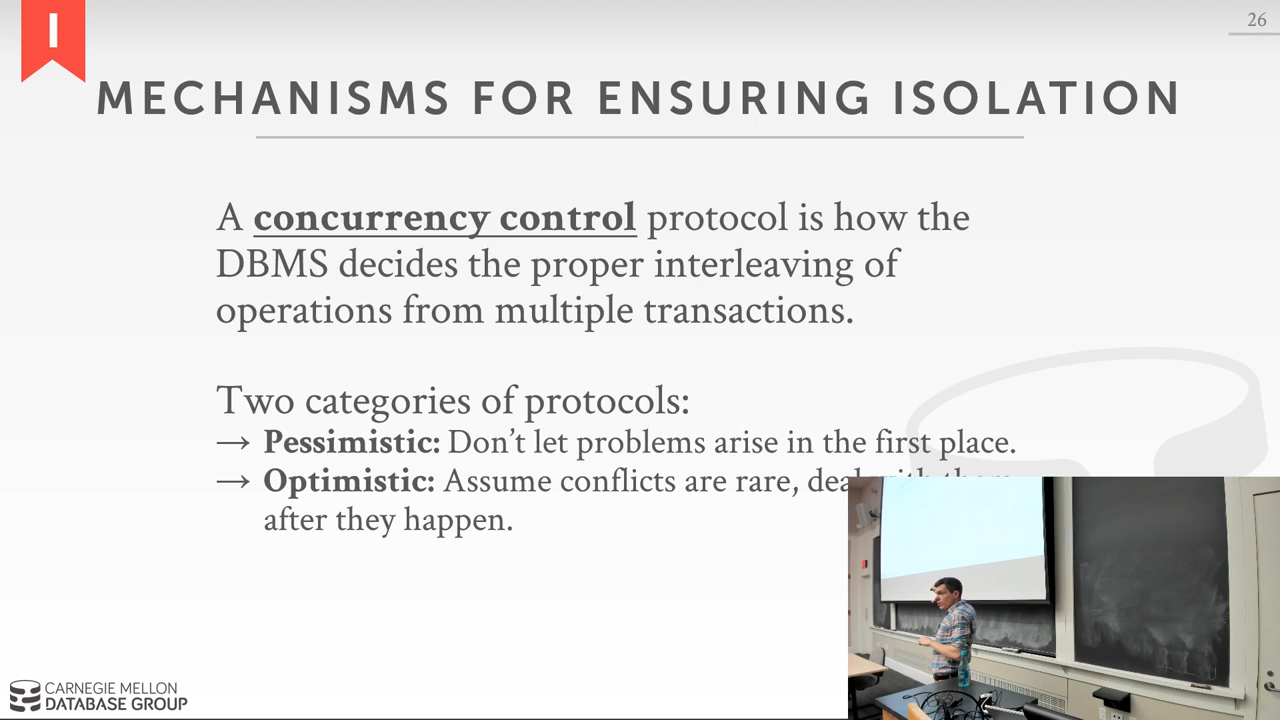 I
26
MECHANISMS FOR ENSURING ISOLATION
A concurrency control protocol is how the
DBMS decides the proper interleaving of
operations from multiple transactions.
Two categories of protocols:
→ Pessimistic: Don't let problems arise in the first place.
→ Optimistic: Assume conflicts are rare, deal with them
after they happen.
CARNEGIE MELLON
DATABASE GROUP